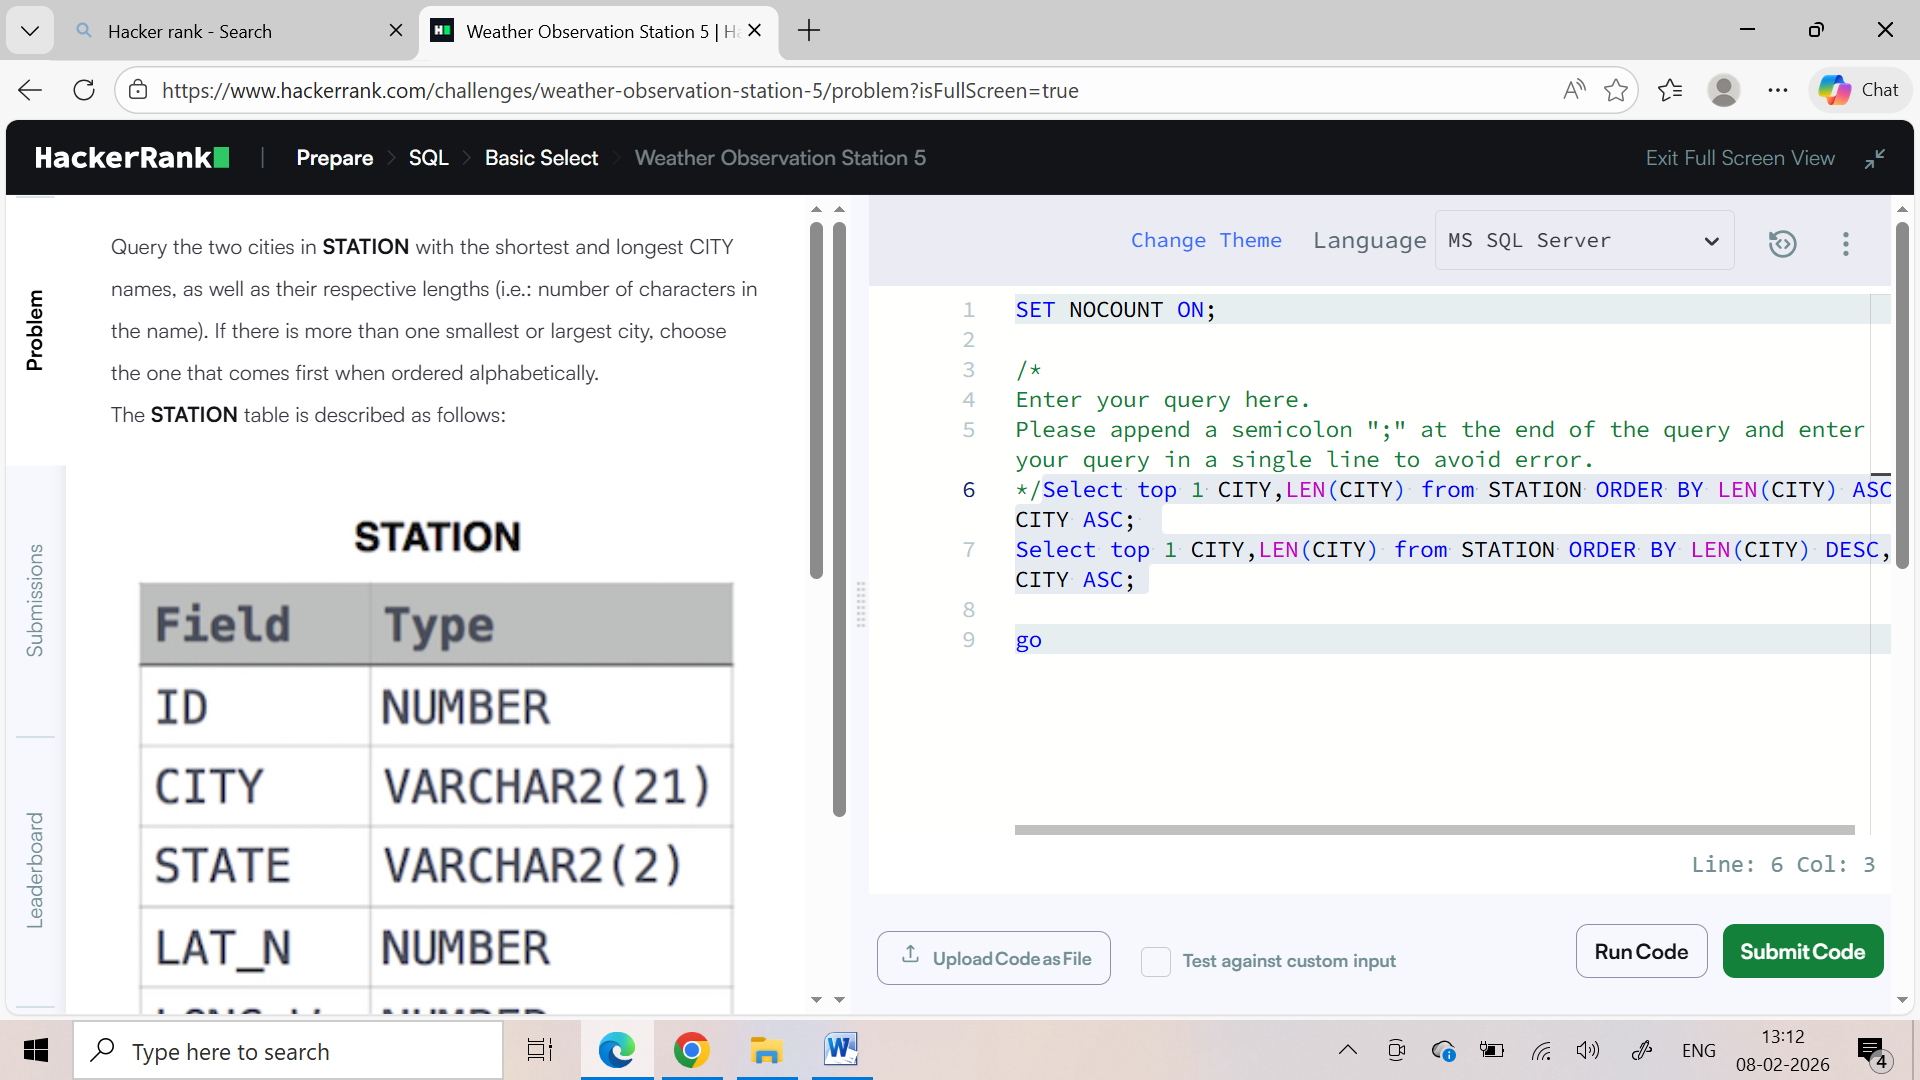 Hacker rank - Search
Weather Observation Station 5 | Ha
https://www.hackerrank.com/challenges/weather-observation-station-5/problem?isFullScreen=true
Chat
HackerRank
Prepare
SQL
Basic Select
Weather Observation Station 5
Exit Full Screen View
Problem
Submissions
Leaderboard
Query the two cities in STATION with the shortest and longest CITY
names, as well as their respective lengths (i.e.: number of characters in
the name). If there is more than one smallest or largest city, choose
the one that comes first when ordered alphabetically.
The STATION table is described as follows:
STATION
Field Type
ID NUMBER
CITY VARCHAR2(21)
STATE VARCHAR2(2)
LAT_N NUMBER
Change Theme Language MS SQL Server
1 SET NOCOUNT ON;
2
3 /*
4 Enter your query here.
5 Please append a semicolon ";" at the end of the query and enter
your query in a single line to avoid error.
6 */Select top 1 CITY,LEN(CITY) from STATION ORDER BY LEN(CITY) ASC
CITY ASC;
7 Select top 1 CITY,LEN(CITY) from STATION ORDER BY LEN(CITY) DESC,
CITY ASC;
8
9 go
Line: 6 Col: 3
Upload Code as File
Test against custom input
Run Code
Submit Code
Type here to search
ENG
13:12
08-02-2026
4